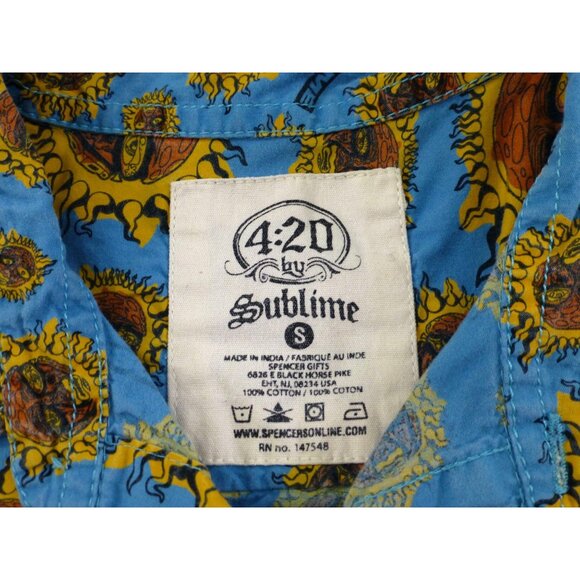 4:20
by
Sublime
S
MADE IN INDIA / FABRIQUÉ AU INDE
SPENCER GIFTS
6826 E BLACK HORSE PIKE
EHT, NJ, 08234 USA
100% COTTON / 100% COTON
WWW.SPENCERSONLINE.COM
RN no. 147548